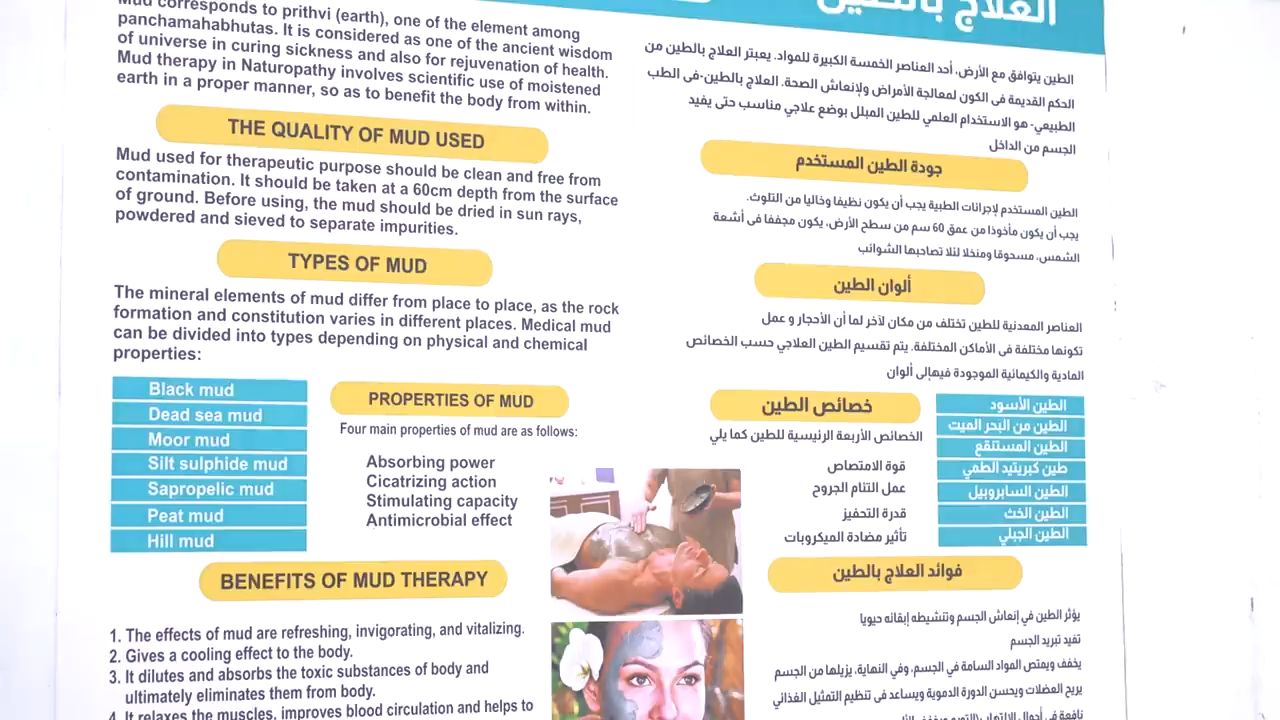 العلاج بالطين
Mud corresponds to prithvi (earth), one of the element among
panchamahabhutas. It is considered as one of the ancient wisdom
of universe in curing sickness and also for rejuvenation of health.
Mud therapy in Naturopathy involves scientific use of moistened
earth in a proper manner, so as to benefit the body from within.
THE QUALITY OF MUD USED
Mud used for therapeutic purpose should be clean and free from
contamination. It should be taken at a 60cm depth from the surface
of ground. Before using, the mud should be dried in sun rays,
powdered and sieved to separate impurities.
TYPES OF MUD
The mineral elements of mud differ from place to place, as the rock
formation and constitution varies in different places. Medical mud
can be divided into types depending on physical and chemical
properties:
Black mud
Dead sea mud
Moor mud
Silt sulphide mud
Sapropelic mud
Peat mud
Hill mud
PROPERTIES OF MUD
Four main properties of mud are as follows:
Absorbing power
Cicatrizing action
Stimulating capacity
Antimicrobial effect
BENEFITS OF MUD THERAPY
1. The effects of mud are refreshing, invigorating, and vitalizing.
2. Gives a cooling effect to the body.
3. It dilutes and absorbs the toxic substances of body and
ultimately eliminates them from body.
4. It relaxes the muscles, improves blood circulation and helps to
الطين يتوافق مع الأرض، أحد العناصر الخمسة الكبيرة للمواد. يعبتر العلاج بالطين من
الحكم القديمة فى الكون لمعالجة الأمراض ولإنعاش الصحة. العلاج بالطين-فى الطب
الطبيعي- هو الاستخدام العلمي للطين المبلل بوضع علاجي مناسب حتى يفيد
الجسم من الداخل
جودة الطين المستخدم
الطين المستخدم لإجرائات الطبية يجب أن يكون نظيفا وخاليا من التلوث.
يجب أن يكون مأخوذا من عمق 60 سم من سطح الأرض، يكون مجففا فى أشعة
الشمس، مسحوقا ومنخلا لئلا تصاحبها الشوائب
ألوان الطين
العناصر المعدنية للطين تختلف من مكان لآخر لما أن الأحجار و عمل
تكونها مختلفة فى الأماكن المختلفة. يتم تقسيم الطين العلاجي حسب الخصائص
المادية والكيمائية الموجودة فيهاإلى ألوان
الطين الأسود
الطين من البحر الميت
الطين المستنقع
طين كبريتيد الطمي
الطين السابروبيل
الطين الخث
الطين الجبلي
خصائص الطين
الخصائص الأربعة الرئيسية للطين كما يلي
قوة الامتصاص
عمل التئام الجروح
قدرة التحفيز
تأثير مضادة الميكروبات
فوائد العلاج بالطين
يؤثر الطين في إنعاش الجسم وتنشيطه إبقائه حيويا
تفيد تبريد الجسم
يخفف ويمتص المواد السامة في الجسم، وفي النهاية، يزيلها من الجسم
يريح العضلات ويحسن الدورة الدموية ويساعد فى تنظيم التمثيل الغذائي